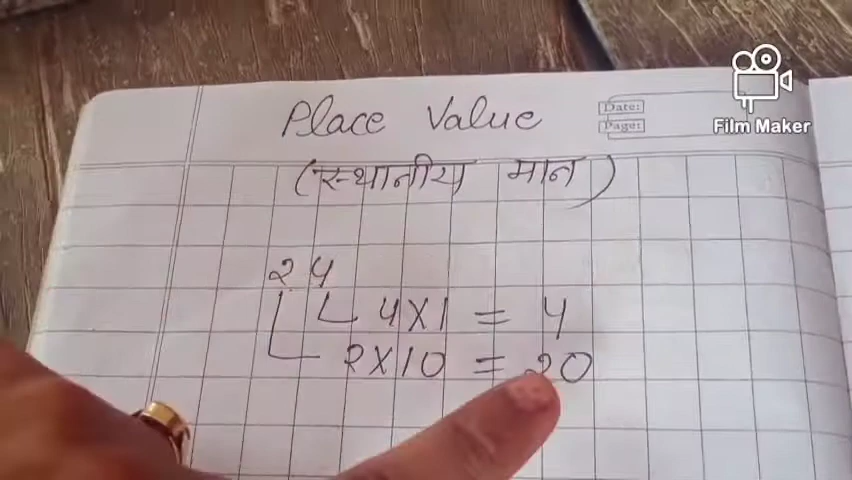 Place Value
Date:
Page:
Film Maker
(स्थानीय मान)
24
4X1 = 4
2X10 = 20